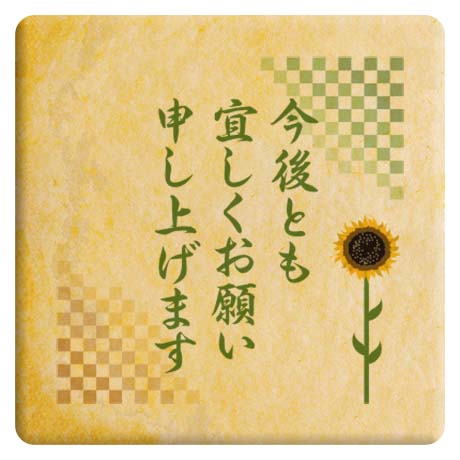 今後とも
宜しくお願い
申し上げます